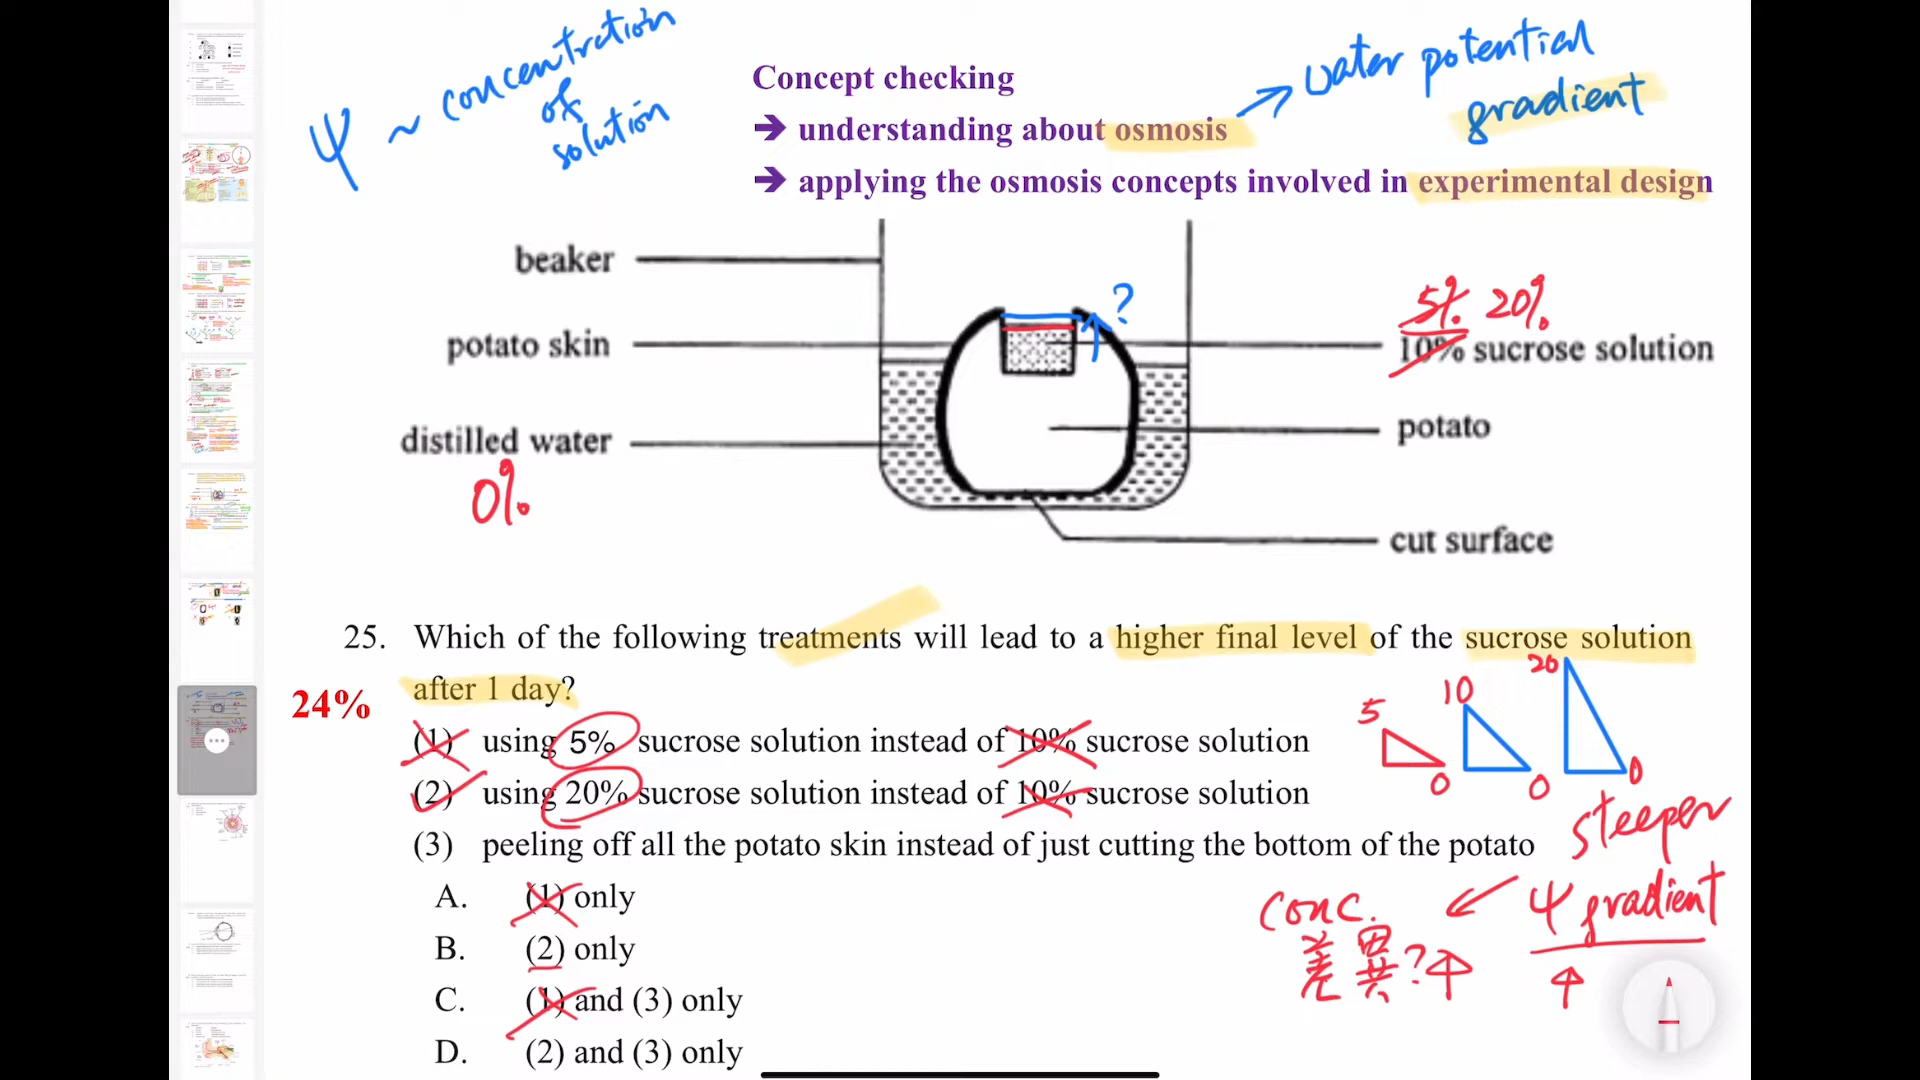 Ψ ~ concentration
of
solution
Concept checking
➔ understanding about osmosis
→ water potential
gradient
➔ applying the osmosis concepts involved in experimental design
beaker
potato skin
distilled water
0%
?
5% 20%
10% sucrose solution
potato
cut surface
25. Which of the following treatments will lead to a higher final level of the sucrose solution
after 1 day?
24%
(1) using 5% sucrose solution instead of 10% sucrose solution
(2) using 20% sucrose solution instead of 10% sucrose solution
(3) peeling off all the potato skin instead of just cutting the bottom of the potato
A. (1) only
B. (2) only
C. (1) and (3) only
D. (2) and (3) only
5 10 20
0 0 0
steeper
Ψ gradient
↑
conc.
差異?↑